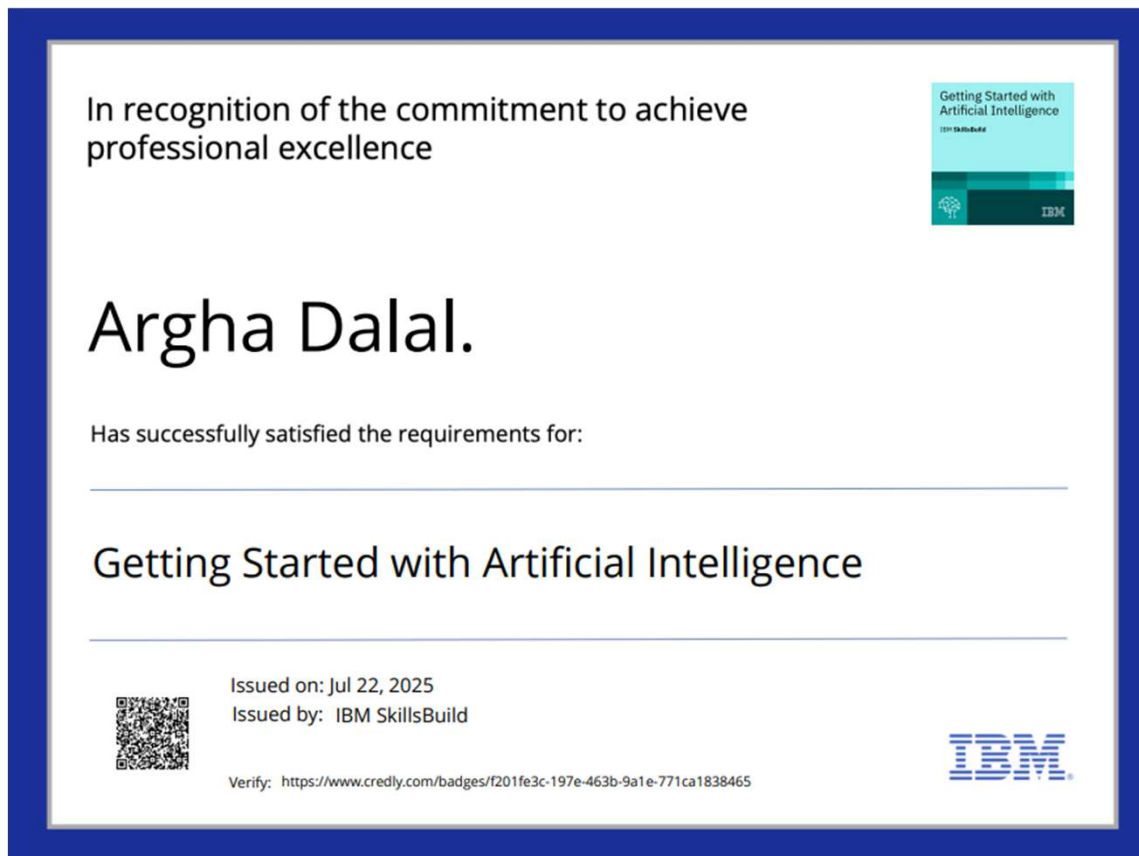 In recognition of the commitment to achieve
professional excellence
Getting Started with
Artificial Intelligence
IBM SkillsBuild
IBM
Argha Dalal.
Has successfully satisfied the requirements for:
Getting Started with Artificial Intelligence
Issued on: Jul 22, 2025
Issued by: IBM SkillsBuild
IBM®
Verify: https://www.credly.com/badges/f201fe3c-197e-463b-9a1e-771ca1838465